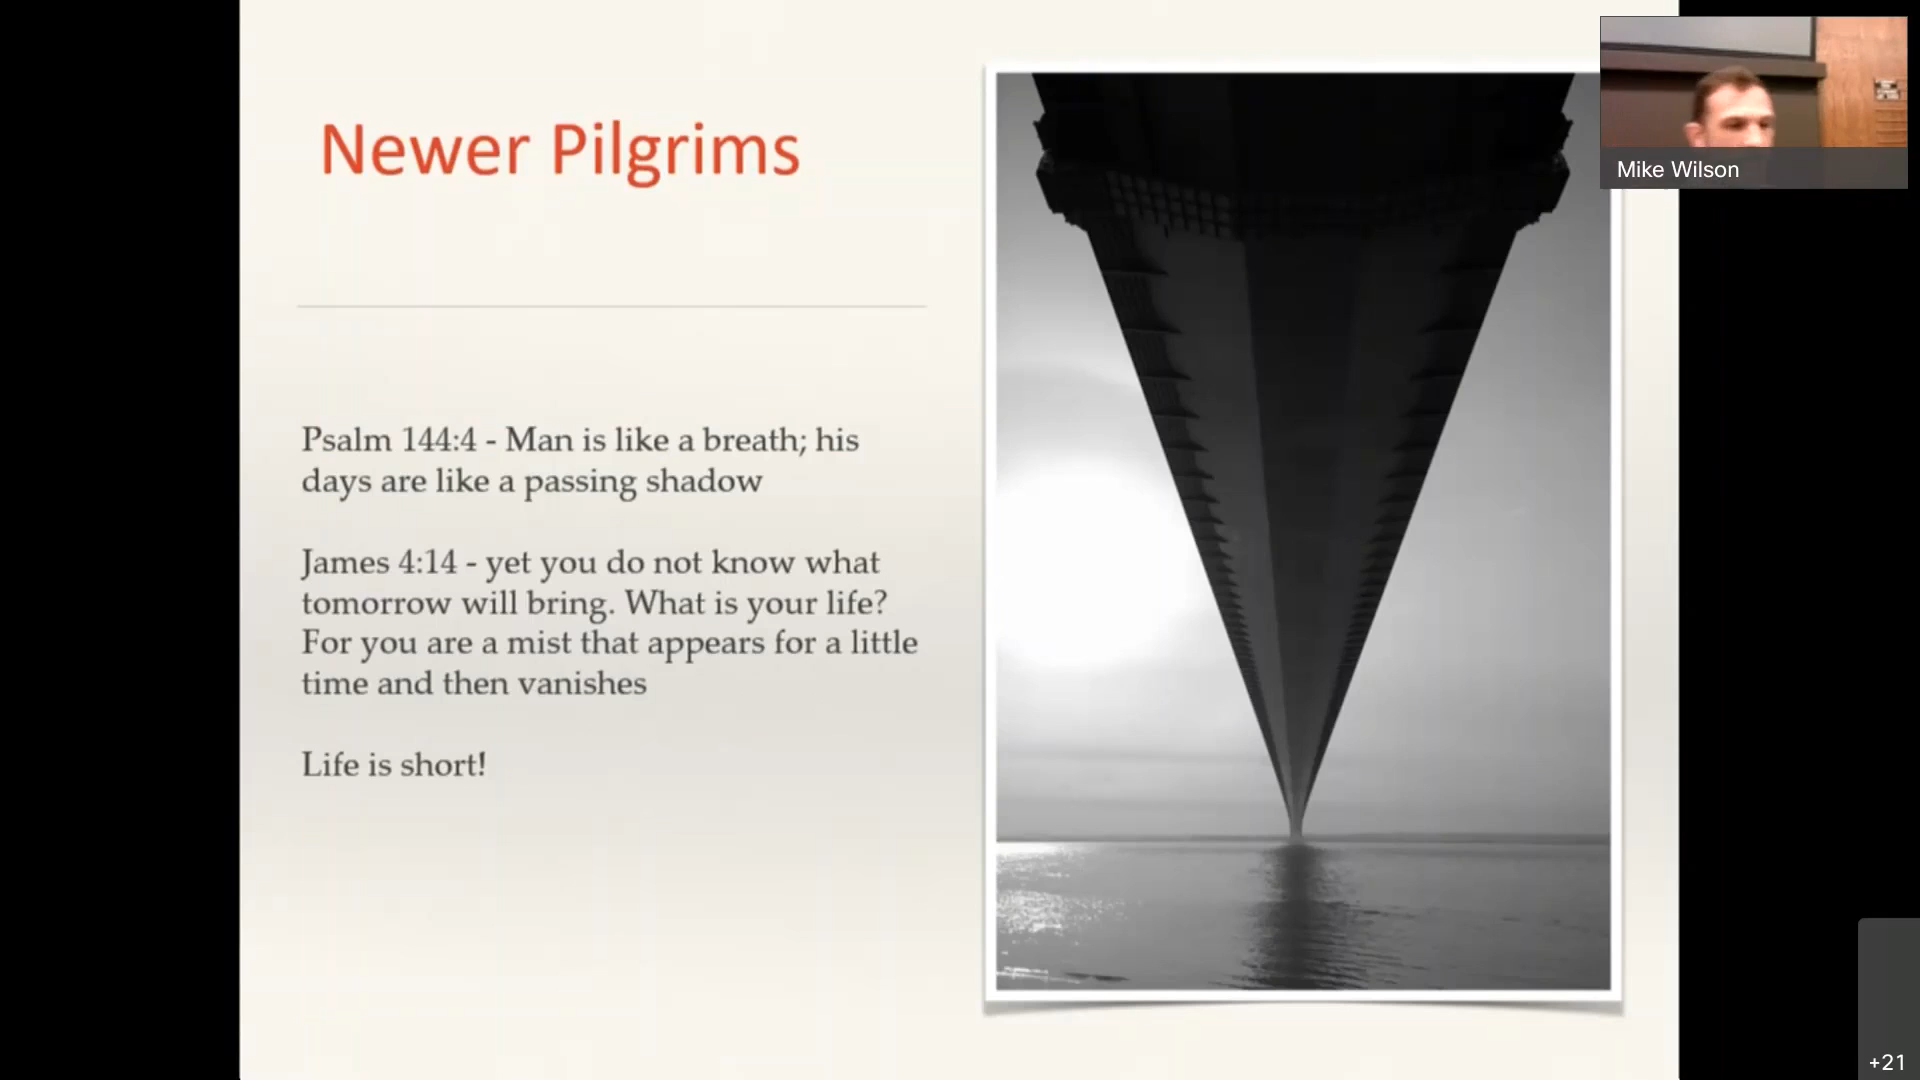 Newer Pilgrims
Psalm 144:4 - Man is like a breath; his
days are like a passing shadow
James 4:14 - yet you do not know what
tomorrow will bring. What is your life?
For you are a mist that appears for a little
time and then vanishes
Life is short!
Mike Wilson
+21